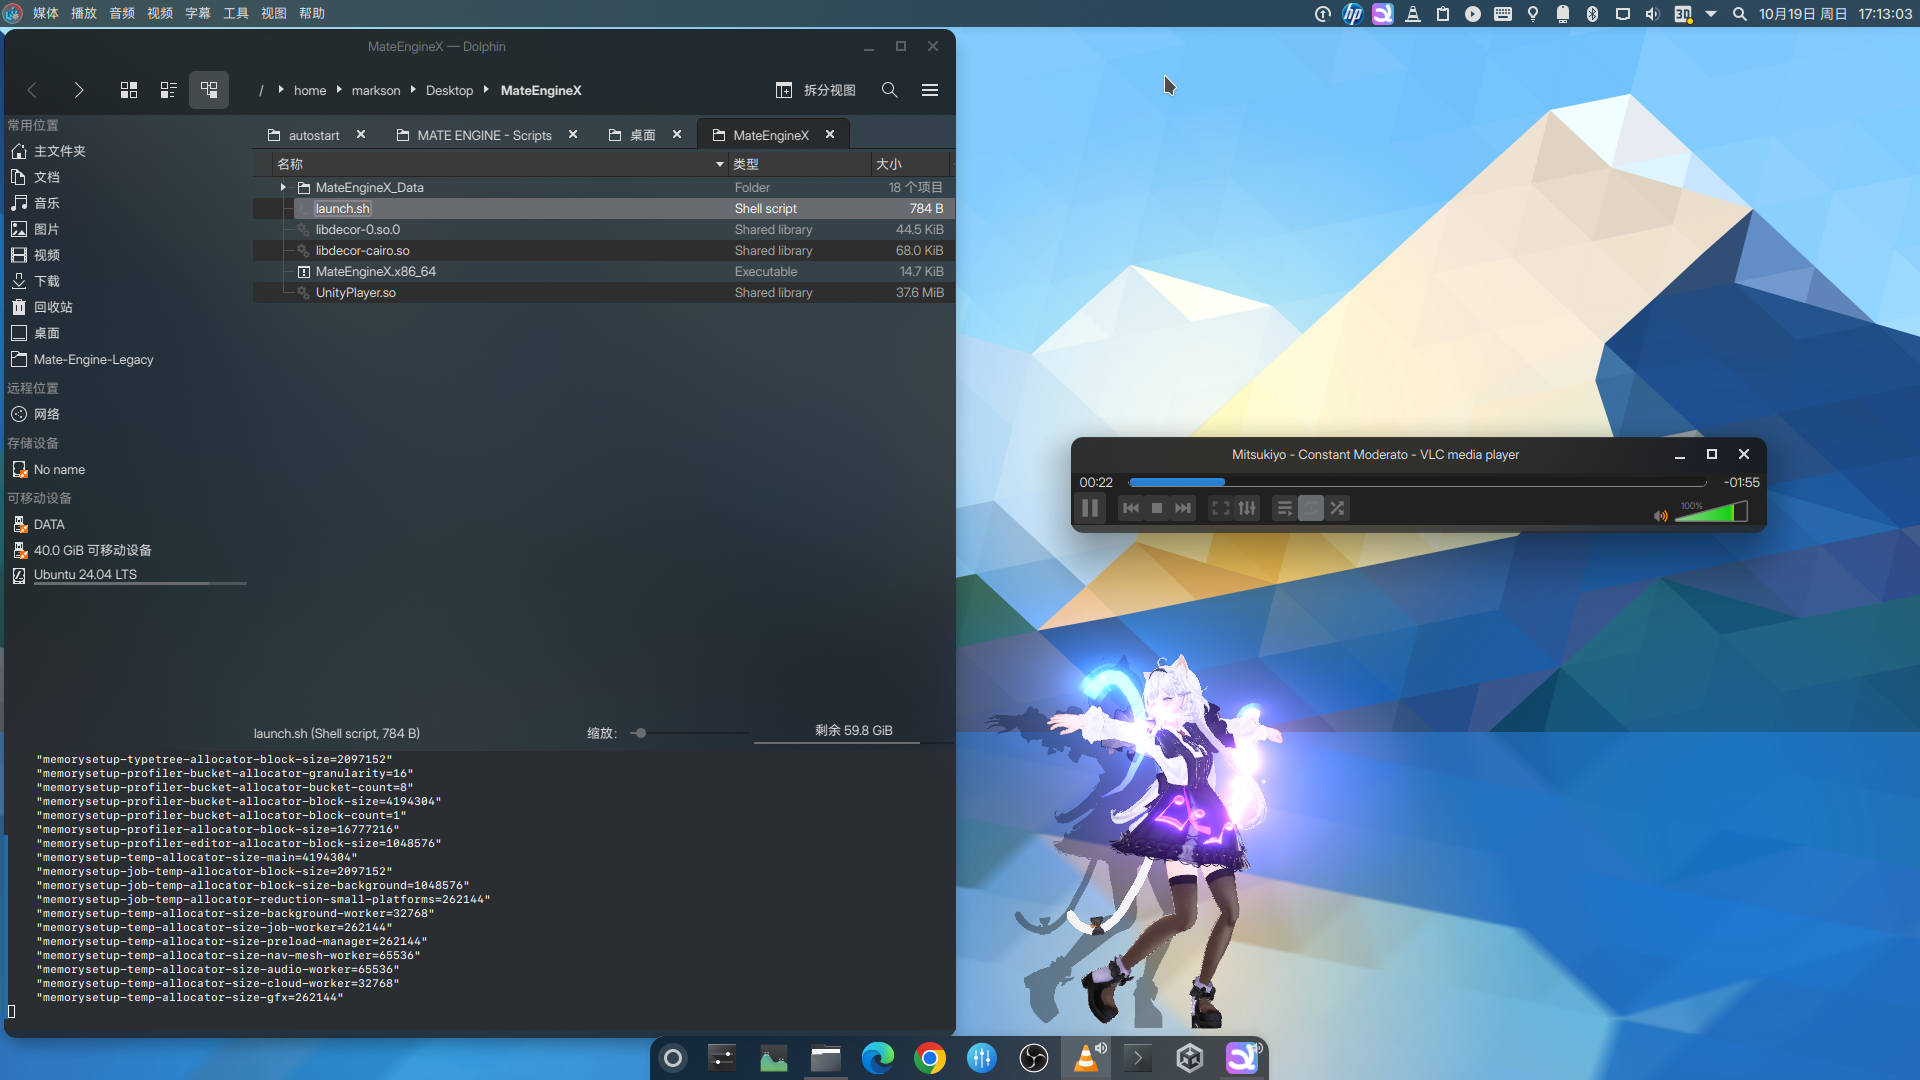 媒体 播放 音频 视频 字幕 工具 视图 帮助
10月19日 周日 17:13:03
MateEngineX — Dolphin
/ home markson Desktop MateEngineX
拆分视图
常用位置
主文件夹
文档
音乐
图片
视频
下载
回收站
桌面
Mate-Engine-Legacy
远程位置
网络
存储设备
No name
可移动设备
DATA
40.0 GiB 可移动设备
Ubuntu 24.04 LTS
autostart MATE ENGINE - Scripts 桌面 MateEngineX
名称 类型 大小
MateEngineX_Data Folder 18 个项目
launch.sh Shell script 784 B
libdecor-0.so.0 Shared library 44.5 KiB
libdecor-cairo.so Shared library 68.0 KiB
MateEngineX.x86_64 Executable 14.7 KiB
UnityPlayer.so Shared library 37.6 MiB
launch.sh (Shell script, 784 B) 缩放： 剩余 59.8 GiB
"memorysetup-typetree-allocator-block-size=2097152"
"memorysetup-profiler-bucket-allocator-granularity=16"
"memorysetup-profiler-bucket-allocator-bucket-count=8"
"memorysetup-profiler-bucket-allocator-block-size=4194304"
"memorysetup-profiler-bucket-allocator-block-count=1"
"memorysetup-profiler-allocator-block-size=16777216"
"memorysetup-profiler-editor-allocator-block-size=1048576"
"memorysetup-temp-allocator-size-main=4194304"
"memorysetup-job-temp-allocator-block-size=2097152"
"memorysetup-job-temp-allocator-block-size-background=1048576"
"memorysetup-job-temp-allocator-reduction-small-platforms=262144"
"memorysetup-temp-allocator-size-background-worker=32768"
"memorysetup-temp-allocator-size-job-worker=262144"
"memorysetup-temp-allocator-size-preload-manager=262144"
"memorysetup-temp-allocator-size-nav-mesh-worker=65536"
"memorysetup-temp-allocator-size-audio-worker=65536"
"memorysetup-temp-allocator-size-cloud-worker=32768"
"memorysetup-temp-allocator-size-gfx=262144"
Mitsukiyo - Constant Moderato - VLC media player
00:22 -01:55
100%